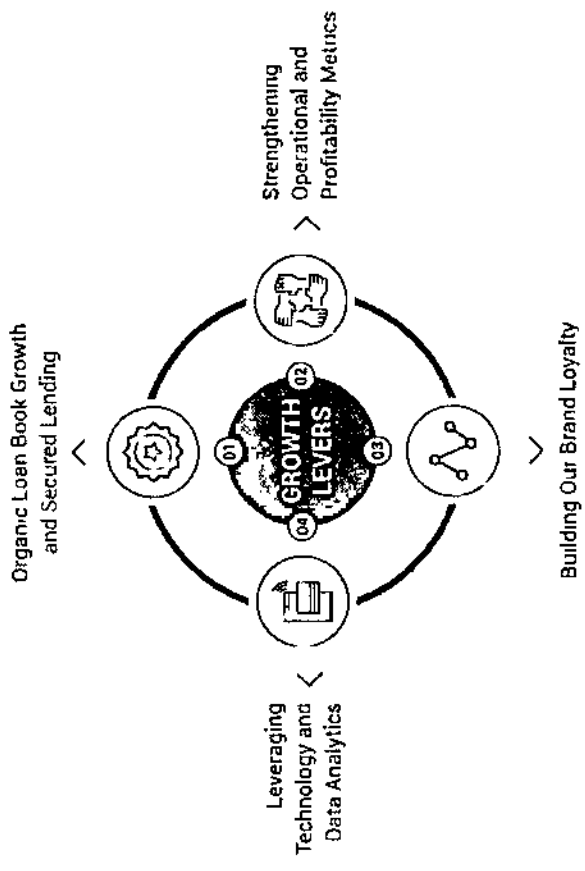 Organic Loan Book Growth
and Secured Lending
01
Strengthening
Operational and
Profitability Metrics
02
GROWTH
LEVERS
04
03
Leveraging
Technology and
Data Analytics
Building Our Brand Loyalty